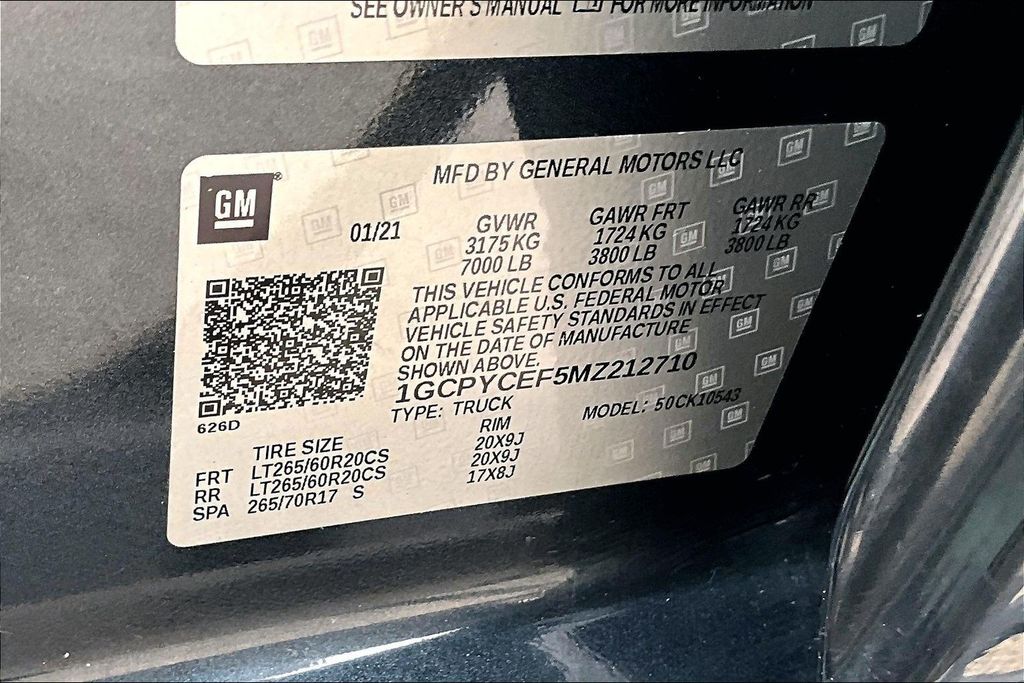 SEE OWNER'S MANUAL FOR MORE INFORMATION
MFD BY GENERAL MOTORS LLC
GM
®
01/21
GVWR
3175 KG
7000 LB
GAWR FRT
1724 KG
3800 LB
GAWR RR
1724 KG
3800 LB
THIS VEHICLE CONFORMS TO ALL
APPLICABLE U.S. FEDERAL MOTOR
VEHICLE SAFETY STANDARDS IN EFFECT
ON THE DATE OF MANUFACTURE
SHOWN ABOVE.
1GCPYCEF5MZ212710
TYPE: TRUCK
MODEL: 50CK10543
626D
TIRE SIZE RIM
FRT LT265/60R20CS 20X9J
RR LT265/60R20CS 20X9J
SPA 265/70R17 S 17X8J